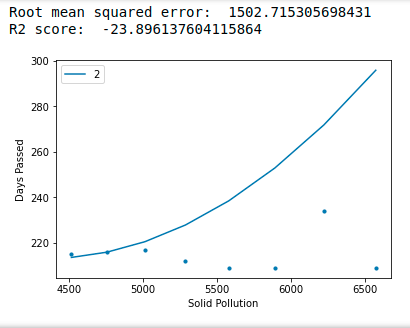 Root mean squared error:  1502.715305698431
R2 score:  -23.896137604115864
300
2
280
260
240
220
Days Passed
4500 5000 5500 6000 6500
Solid Pollution